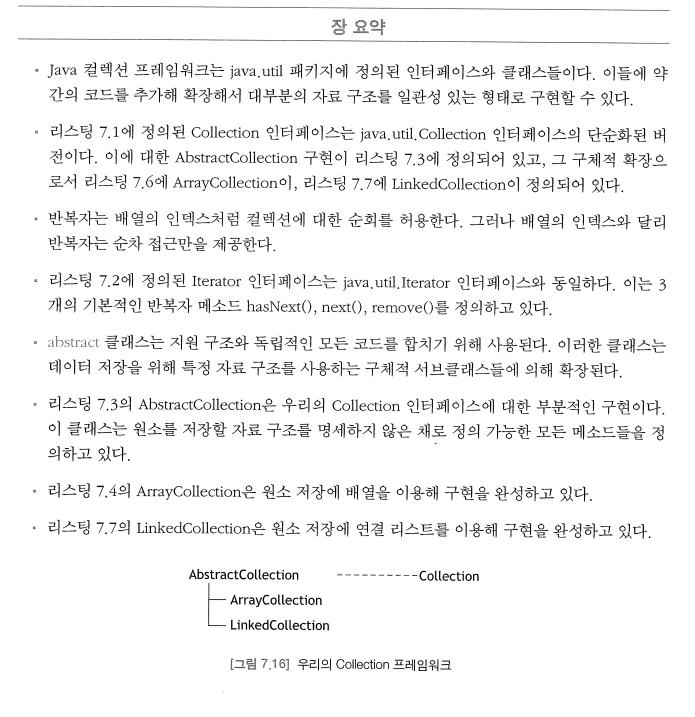 장 요약
▪ Java 컬렉션 프레임워크는 java.util 패키지에 정의된 인터페이스와 클래스들이다. 이들에 약
간의 코드를 추가해 확장해서 대부분의 자료 구조를 일관성 있는 형태로 구현할 수 있다.
▪ 리스팅 7.1에 정의된 Collection 인터페이스는 java.util.Collection 인터페이스의 단순화된 버
전이다. 이에 대한 AbstractCollection 구현이 리스팅 7.3에 정의되어 있고, 그 구체적 확장으
로서 리스팅 7.6에 ArrayCollection이, 리스팅 7.7에 LinkedCollection이 정의되어 있다.
▪ 반복자는 배열의 인덱스처럼 컬렉션에 대한 순회를 허용한다. 그러나 배열의 인덱스와 달리
반복자는 순차 접근만을 제공한다.
▪ 리스팅 7.2에 정의된 Iterator 인터페이스는 java.util.Iterator 인터페이스와 동일하다. 이는 3
개의 기본적인 반복자 메소드 hasNext(), next(), remove()를 정의하고 있다.
▪ abstract 클래스는 지원 구조와 독립적인 모든 코드를 합치기 위해 사용된다. 이러한 클래스는
데이터 저장을 위해 특정 자료 구조를 사용하는 구체적 서브클래스들에 의해 확장된다.
▪ 리스팅 7.3의 AbstractCollection은 우리의 Collection 인터페이스에 대한 부분적인 구현이다.
이 클래스는 원소를 저장할 자료 구조를 명세하지 않은 채로 정의 가능한 모든 메소드들을 정
의하고 있다.
▪ 리스팅 7.4의 ArrayCollection은 원소 저장에 배열을 이용해 구현을 완성하고 있다.
▪ 리스팅 7.7의 LinkedCollection은 원소 저장에 연결 리스트를 이용해 구현을 완성하고 있다.
AbstractCollection ----------Collection
ArrayCollection
LinkedCollection
[그림 7.16] 우리의 Collection 프레임워크